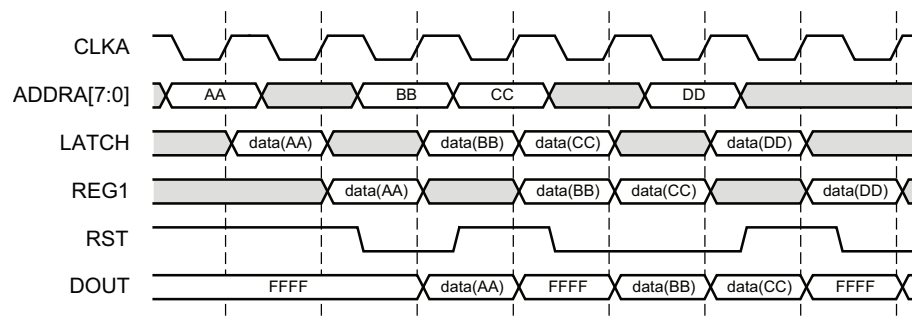 CLKA
ADDRA[7:0] AA BB CC DD
LATCH data(AA) data(BB) data(CC) data(DD)
REG1 data(AA) data(BB) data(CC) data(DD)
RST
DOUT FFFF data(AA) FFFF data(BB) data(CC) FFFF